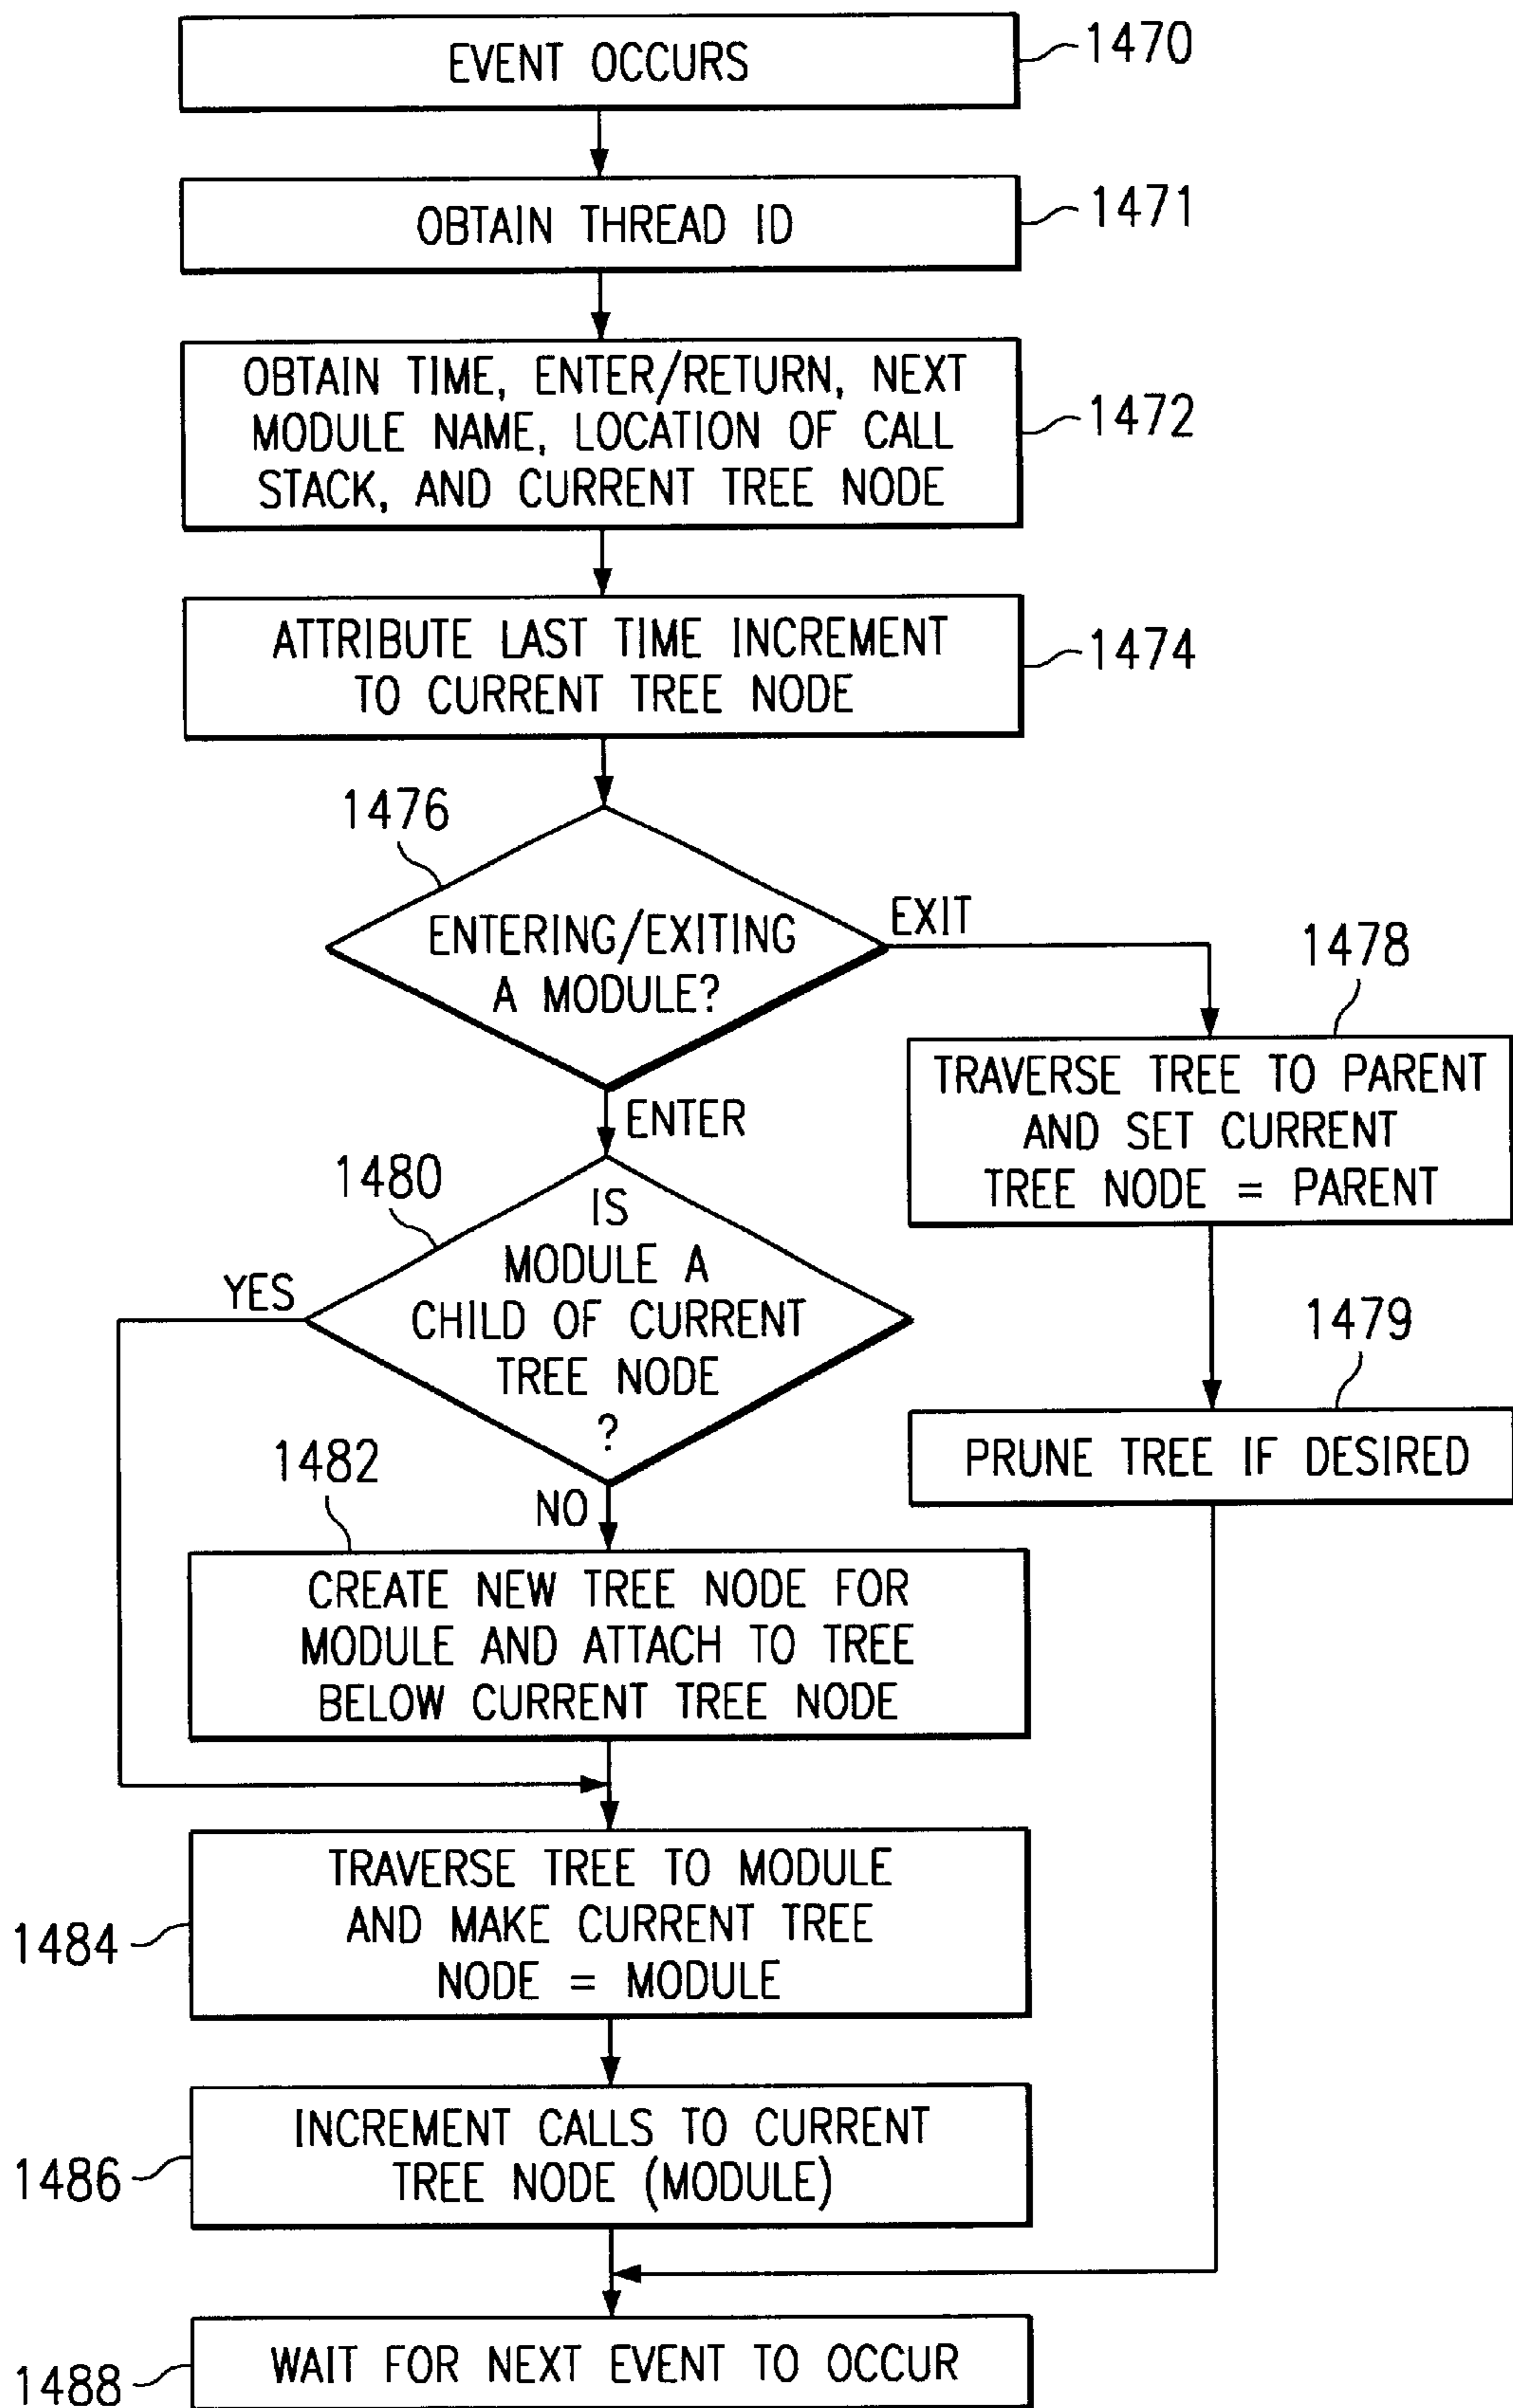 EVENT OCCURS
1470
OBTAIN THREAD ID
1471
OBTAIN TIME, ENTER/RETURN, NEXT
MODULE NAME, LOCATION OF CALL
STACK, AND CURRENT TREE NODE
1472
ATTRIBUTE LAST TIME INCREMENT
TO CURRENT TREE NODE
1474
1476
ENTERING/EXITING
A MODULE?
EXIT
ENTER
1478
TRAVERSE TREE TO PARENT
AND SET CURRENT
TREE NODE = PARENT
1479
PRUNE TREE IF DESIRED
1480
IS
MODULE A
CHILD OF CURRENT
TREE NODE
?
YES
NO
1482
CREATE NEW TREE NODE FOR
MODULE AND ATTACH TO TREE
BELOW CURRENT TREE NODE
TRAVERSE TREE TO MODULE
AND MAKE CURRENT TREE
NODE = MODULE
1484
INCREMENT CALLS TO CURRENT
TREE NODE (MODULE)
1486
WAIT FOR NEXT EVENT TO OCCUR
1488